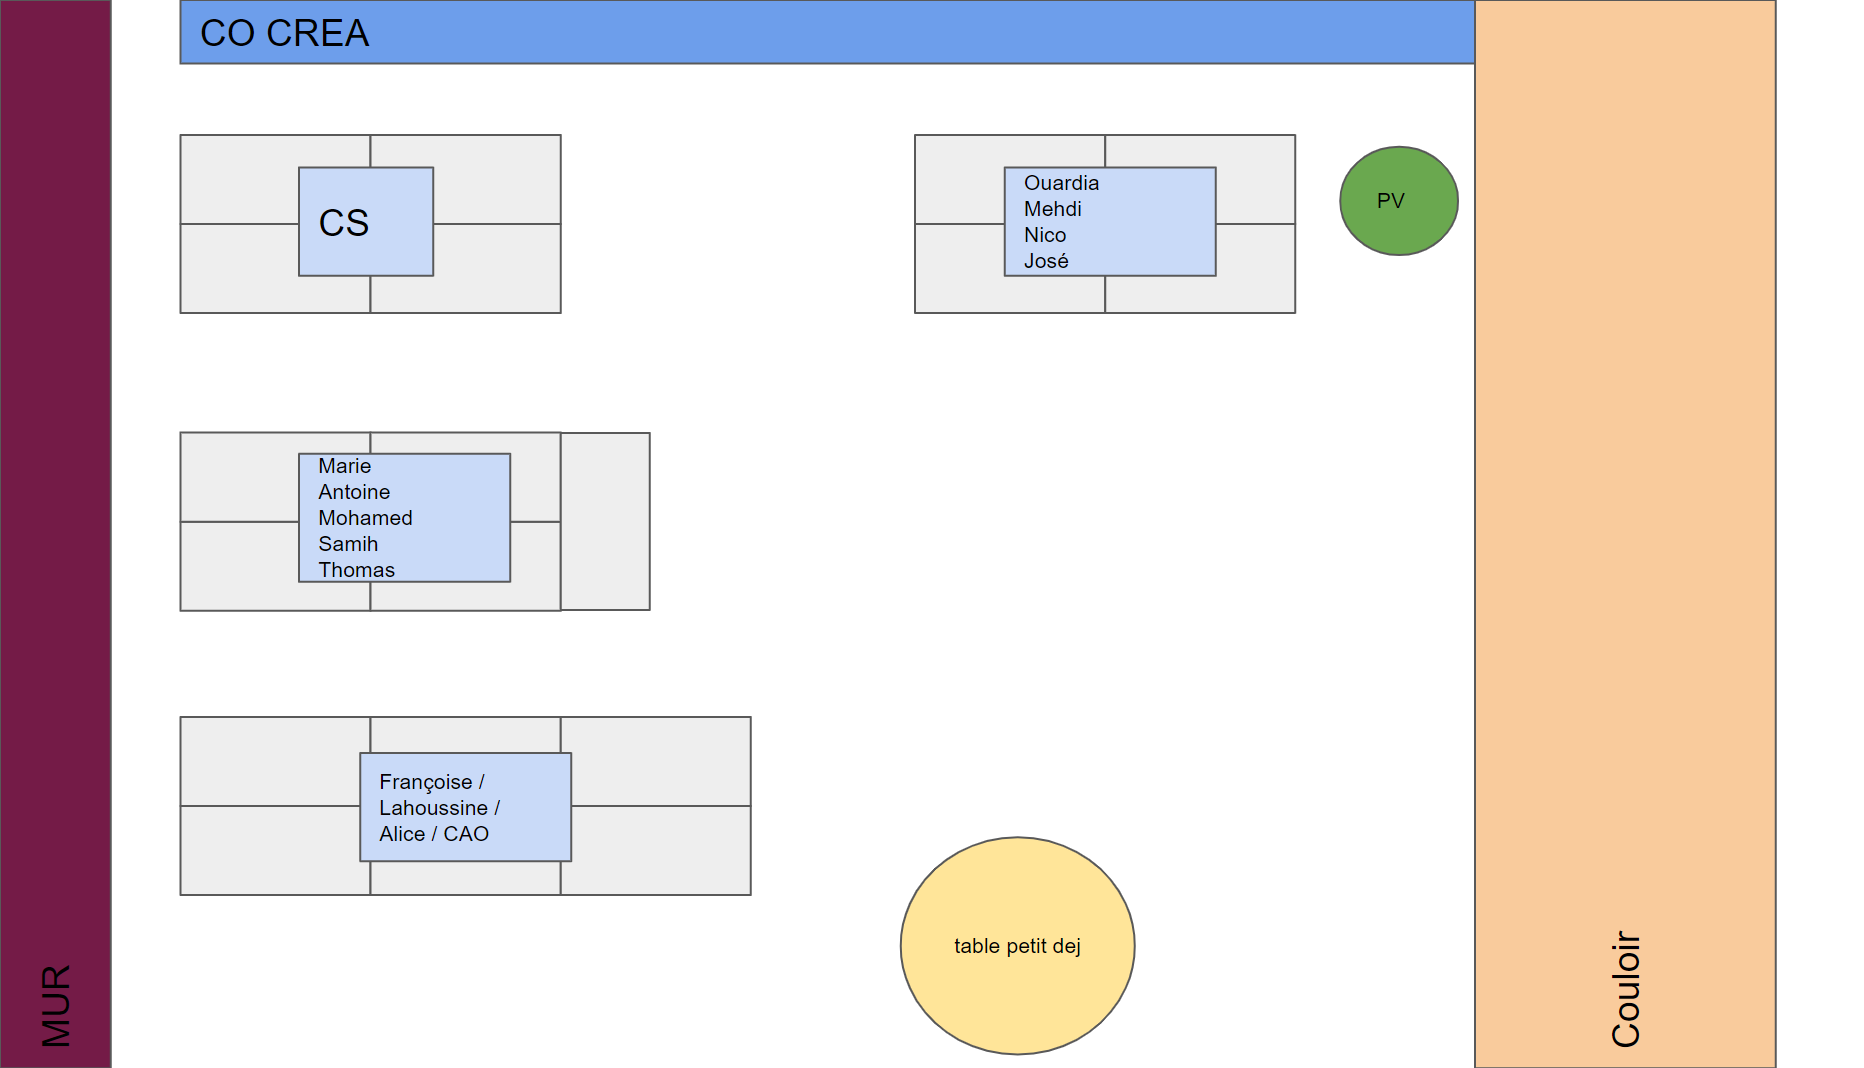 CO CREA
CS
Ouardia
Mehdi
Nico
José
PV
Marie
Antoine
Mohamed
Samih
Thomas
Françoise /
Lahoussine /
Alice / CAO
table petit dej
MUR
Couloir